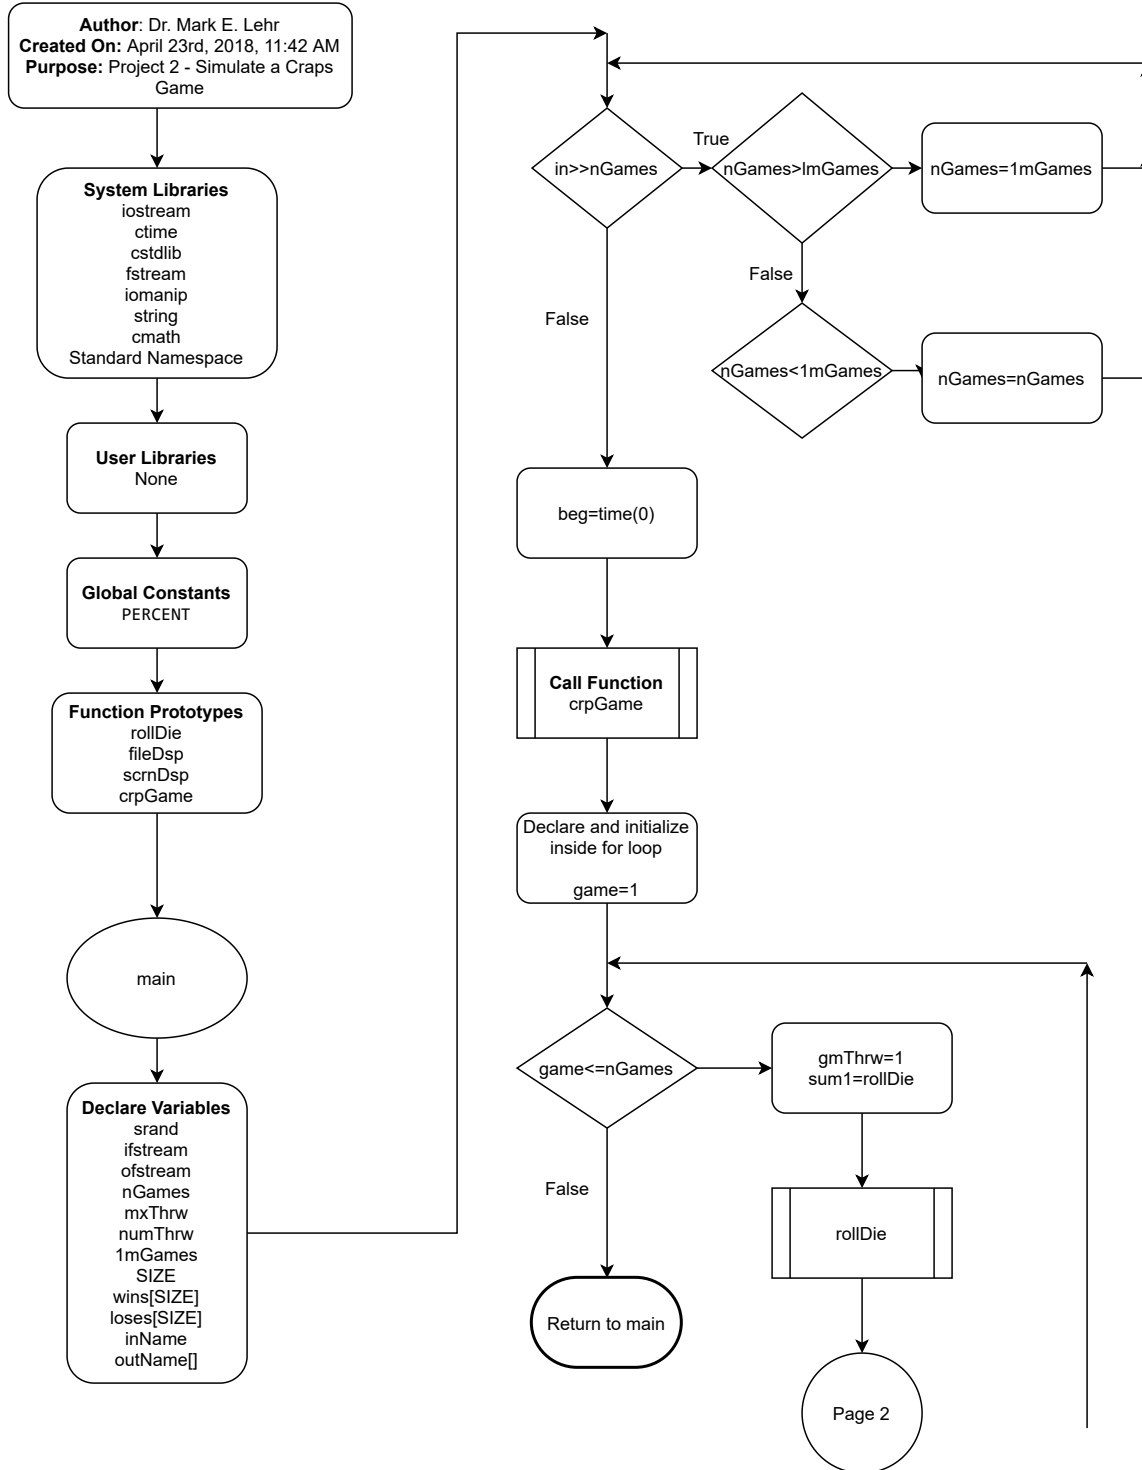 Author: Dr. Mark E. Lehr
Created On: April 23rd, 2018, 11:42 AM
Purpose: Project 2 - Simulate a Craps
Game
System Libraries
iostream
ctime
cstdlib
fstream
iomanip
string
cmath
Standard Namespace
User Libraries
None
Global Constants
PERCENT
Function Prototypes
rollDie
fileDsp
scrnDsp
crpGame
main
Declare Variables
srand
ifstream
ofstream
nGames
mxThrw
numThrw
1mGames
SIZE
wins[SIZE]
loses[SIZE]
inName
outName[]
in>>nGames
True
nGames>lmGames
nGames=1mGames
False
False
nGames<1mGames
nGames=nGames
beg=time(0)
Call Function
crpGame
Declare and initialize
inside for loop
game=1
game<=nGames
gmThrw=1
sum1=rollDie
False
rollDie
Return to main
Page 2